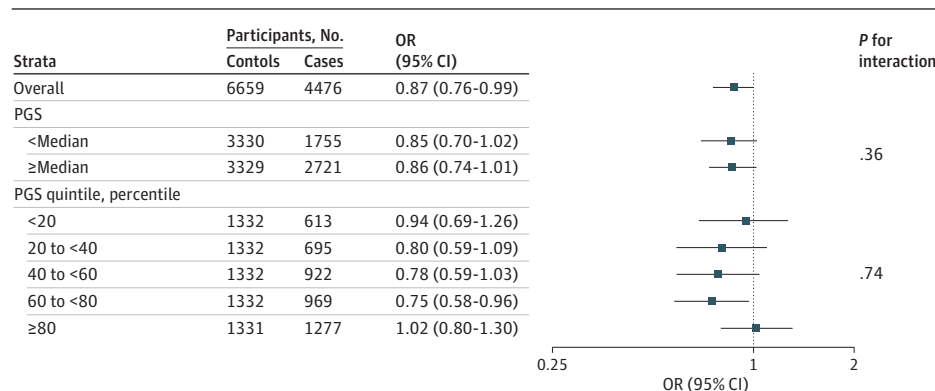 Participants, No. OR P for
Strata Contols Cases (95% CI) interaction
Overall 6659 4476 0.87 (0.76-0.99)
PGS
<Median 3330 1755 0.85 (0.70-1.02)
.36
≥Median 3329 2721 0.86 (0.74-1.01)
PGS quintile, percentile
<20 1332 613 0.94 (0.69-1.26)
20 to <40 1332 695 0.80 (0.59-1.09)
40 to <60 1332 922 0.78 (0.59-1.03) .74
60 to <80 1332 969 0.75 (0.58-0.96)
≥80 1331 1277 1.02 (0.80-1.30)
0.25 1 2
OR (95% CI)